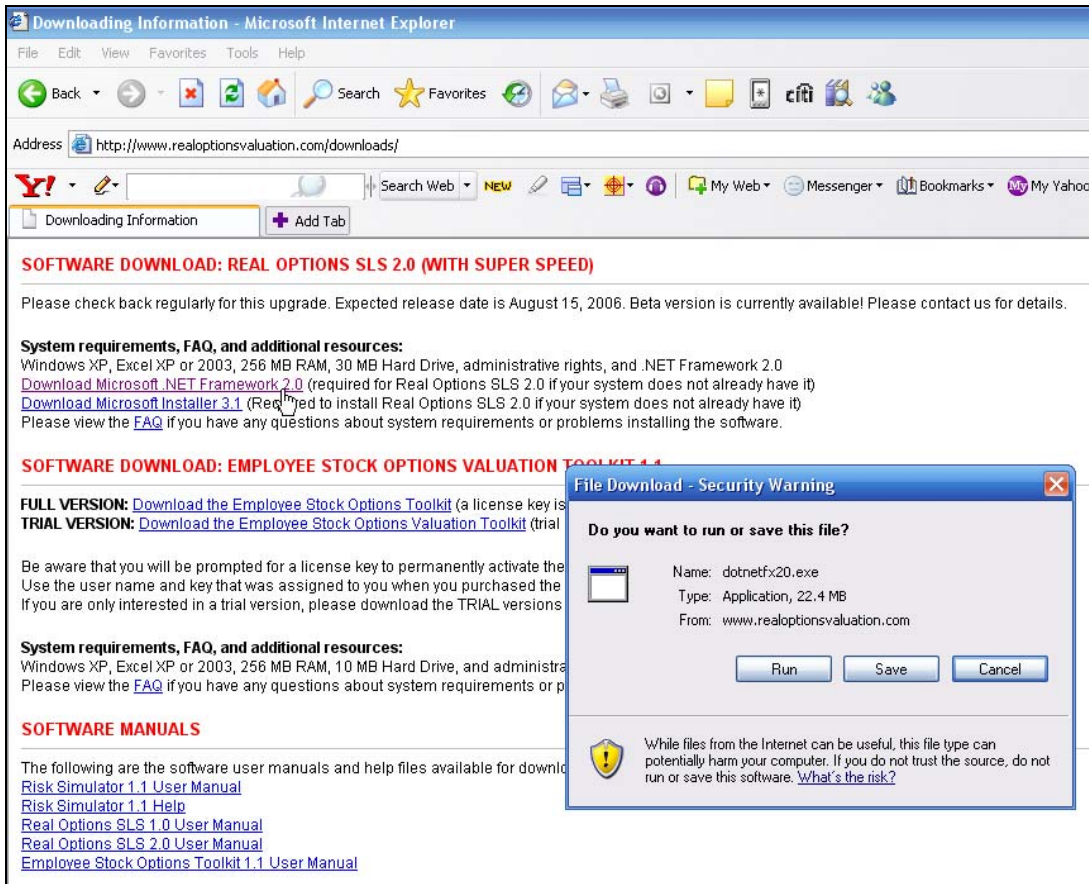 Downloading Information - Microsoft Internet Explorer
File Edit View Favorites Tools Help
Back Search Favorites citi
Address http://www.realoptionsvaluation.com/downloads/
Y! Search Web NEW My Web Messenger Bookmarks My My Yahoo
Downloading Information Add Tab
SOFTWARE DOWNLOAD: REAL OPTIONS SLS 2.0 (WITH SUPER SPEED)
Please check back regularly for this upgrade. Expected release date is August 15, 2006. Beta version is currently available! Please contact us for details.
System requirements, FAQ, and additional resources:
Windows XP, Excel XP or 2003, 256 MB RAM, 30 MB Hard Drive, administrative rights, and .NET Framework 2.0
Download Microsoft .NET Framework 2.0 (required for Real Options SLS 2.0 if your system does not already have it)
Download Microsoft Installer 3.1 (Required to install Real Options SLS 2.0 if your system does not already have it)
Please view the FAQ if you have any questions about system requirements or problems installing the software.
SOFTWARE DOWNLOAD: EMPLOYEE STOCK OPTIONS VALUATION TOOLKIT 1.1
FULL VERSION: Download the Employee Stock Options Toolkit (a license key is
TRIAL VERSION: Download the Employee Stock Options Valuation Toolkit (trial
Be aware that you will be prompted for a license key to permanently activate the
Use the user name and key that was assigned to you when you purchased the
If you are only interested in a trial version, please download the TRIAL versions
System requirements, FAQ, and additional resources:
Windows XP, Excel XP or 2003, 256 MB RAM, 10 MB Hard Drive, and administra
Please view the FAQ if you have any questions about system requirements or p
SOFTWARE MANUALS
The following are the software user manuals and help files available for downlo
Risk Simulator 1.1 User Manual
Risk Simulator 1.1 Help
Real Options SLS 1.0 User Manual
Real Options SLS 2.0 User Manual
Employee Stock Options Toolkit 1.1 User Manual
File Download - Security Warning
Do you want to run or save this file?
Name: dotnetfx20.exe
Type: Application, 22.4 MB
From: www.realoptionsvaluation.com
Run Save Cancel
While files from the Internet can be useful, this file type can
potentially harm your computer. If you do not trust the source, do not
run or save this software. What's the risk?